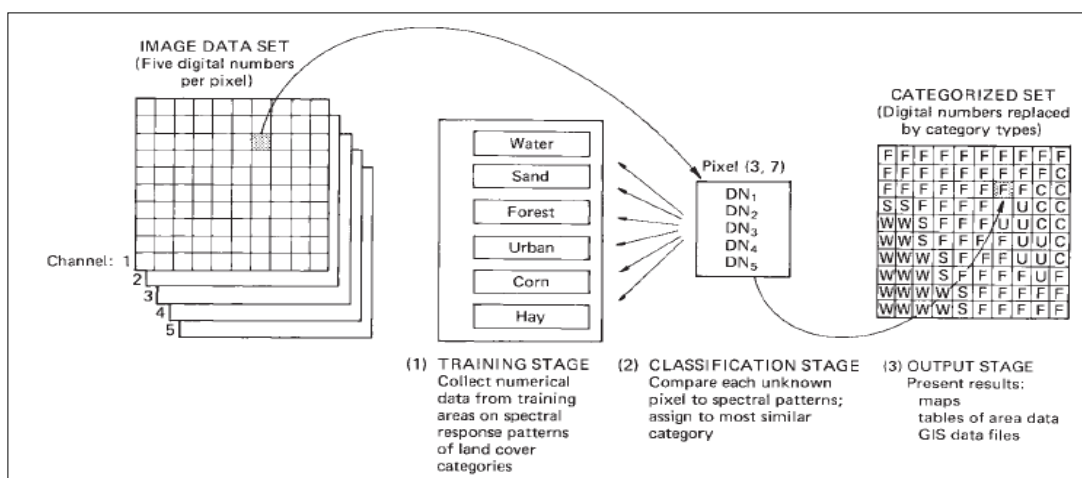 IMAGE DATA SET
(Five digital numbers
per pixel)
Channel: 1
2
3
4
5
Water
Sand
Forest
Urban
Corn
Hay
(1) TRAINING STAGE
Collect numerical
data from training
areas on spectral
response patterns
of land cover
categories
Pixel (3, 7)
DN1
DN2
DN3
DN4
DN5
(2) CLASSIFICATION STAGE
Compare each unknown
pixel to spectral patterns;
assign to most similar
category
CATEGORIZED SET
(Digital numbers replaced
by category types)
F F F F F F F F F F
F F F F F F F F F C
F F F F F F F F C C
S S F F F F F U C C
W W S F F F U U C C
W W S F F F F U U C
W W W S F F F U U C
W W W S F F F F U F
W W W W S F F F F F
W W W W S F F F F F
(3) OUTPUT STAGE
Present results:
maps
tables of area data
GIS data files